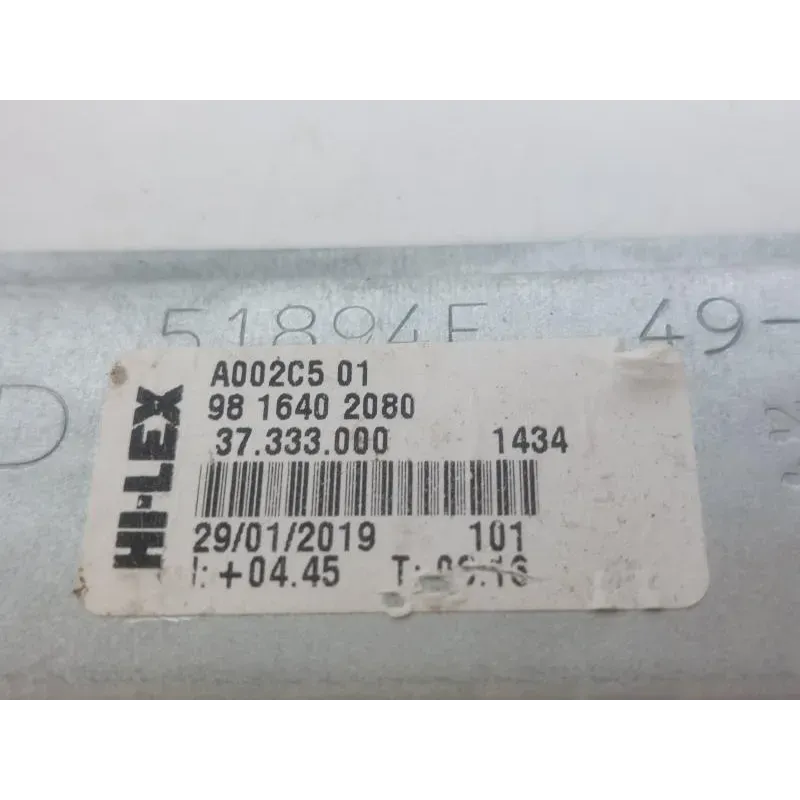 51894E 49-
D
HI-LEX
A002C5 01
98 1640 2080
37.333.000 1434
29/01/2019 101
I: +04.45 T: